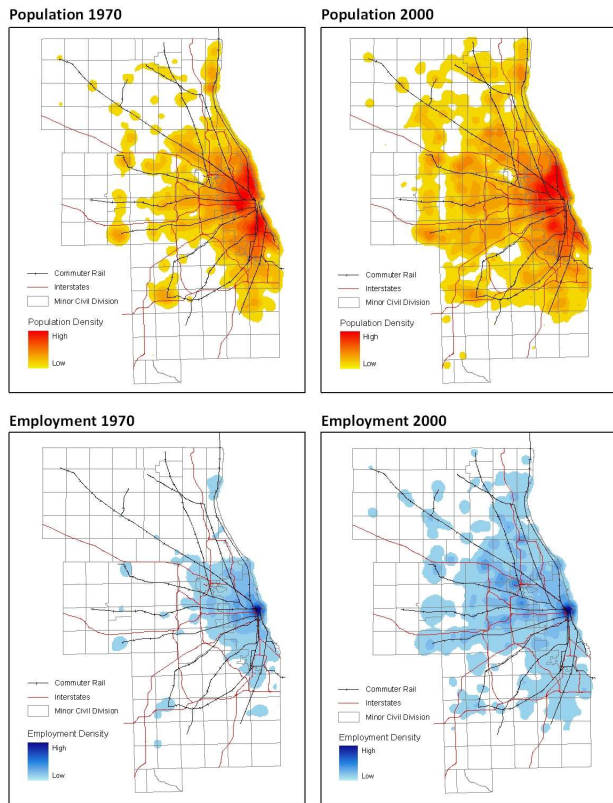 Population 1970
Commuter Rail
Interstates
Minor Civil Division
Population Density
High
Low
Population 2000
Commuter Rail
Interstates
Minor Civil Division
Population Density
High
Low
Employment 1970
Commuter Rail
Interstates
Minor Civil Division
Employment Density
High
Low
Employment 2000
Commuter Rail
Interstates
Minor Civil Division
Employment Density
High
Low